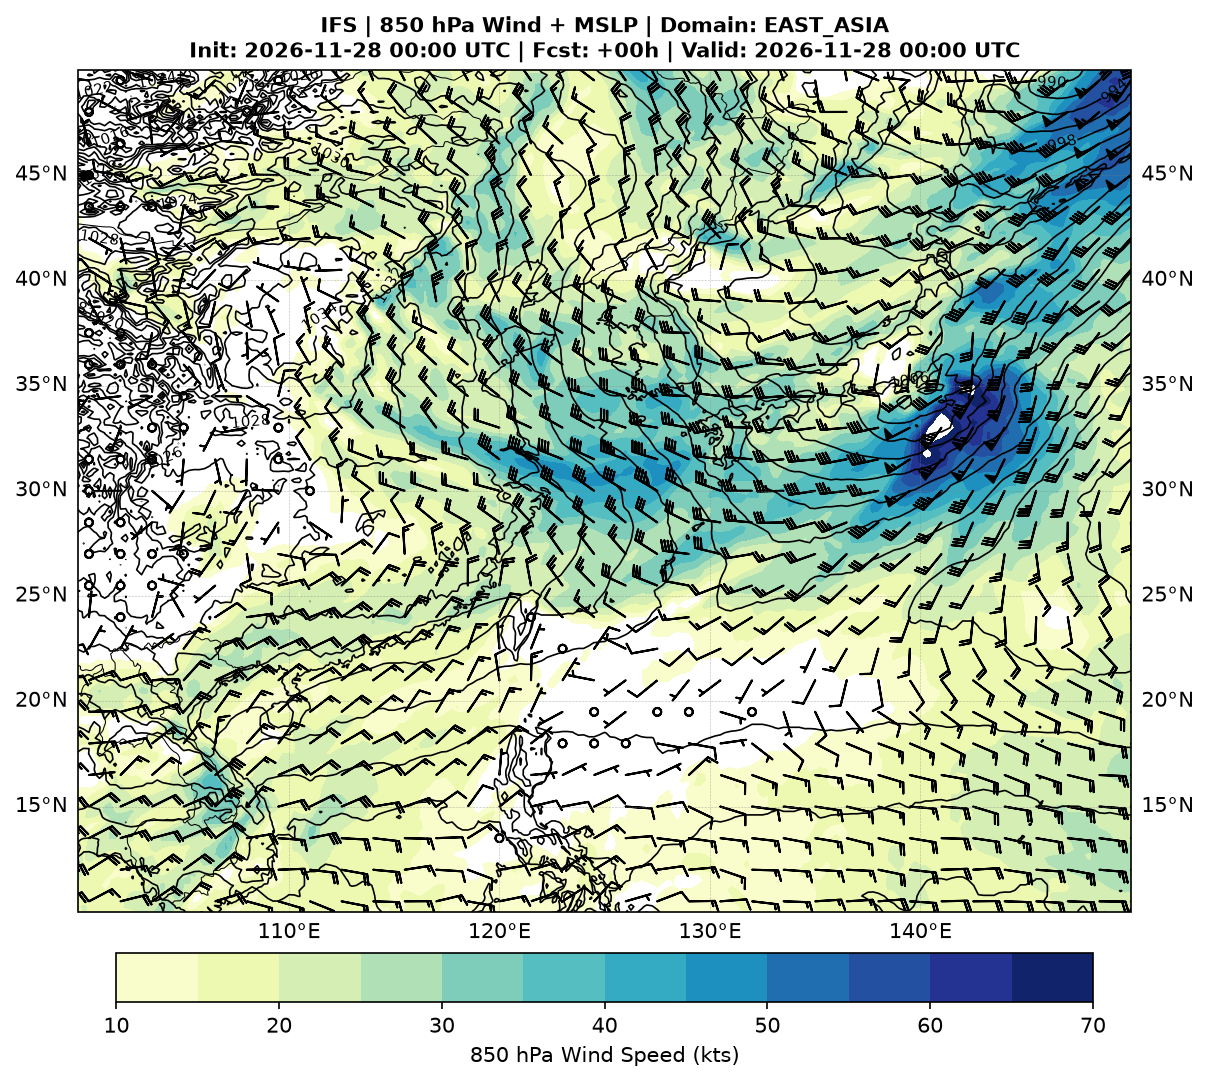 IFS | 850 hPa Wind + MSLP | Domain: EAST_ASIA
Init: 2026-11-28 00:00 UTC | Fcst: +00h | Valid: 2026-11-28 00:00 UTC
990
994
998
1030
1024
1028
1028
45°N 45°N
40°N 40°N
35°N 35°N
30°N 30°N
25°N 25°N
20°N 20°N
15°N 15°N
110°E 120°E 130°E 140°E
10 20 30 40 50 60 70
850 hPa Wind Speed (kts)